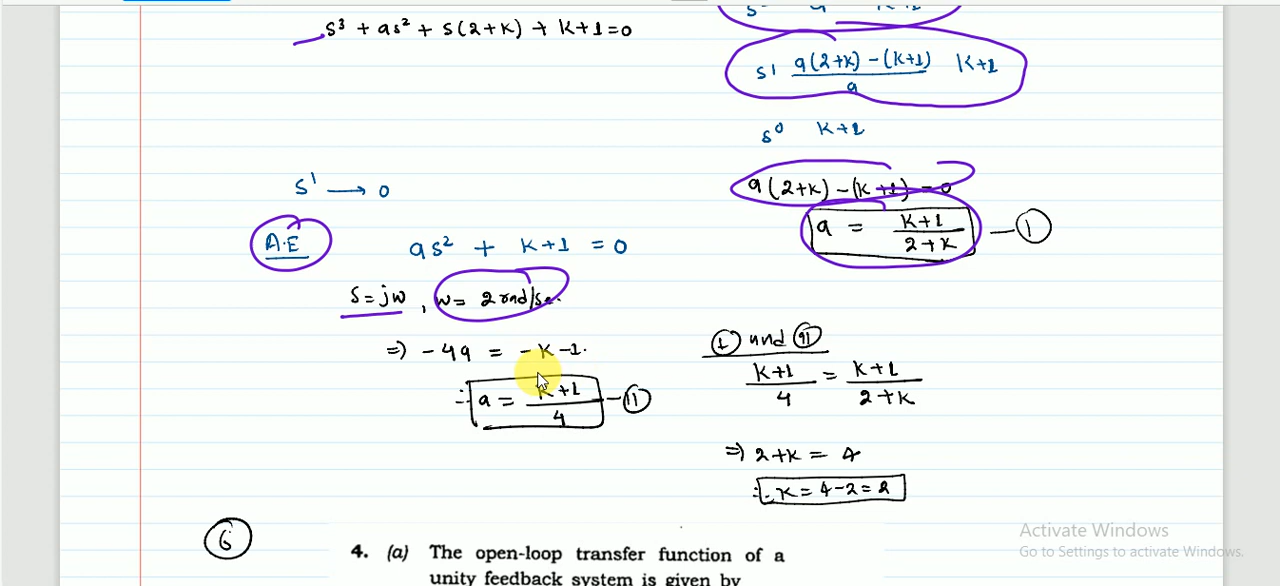 s³ + as² + s(2+K) + K+1=0
s¹ a(2+K) - (K+1) / a K+1
s⁰ K+1
s¹ → 0
a(2+K) - (K+1) = 0
a = K+1 / 2+K — ①
A.E as² + K+1 = 0
s=jω, ω= 2 rad/se.
⇒ -4a = -K-1.
∴ a = K+1 / 4 — ⑪
① and ⑪
K+1 / 4 = K+1 / 2+K
⇒ 2+K = 4
∴ K = 4-2 = 2
⑥
4. (a) The open-loop transfer function of a
unity feedback system is given by
Activate Windows
Go to Settings to activate Windows.